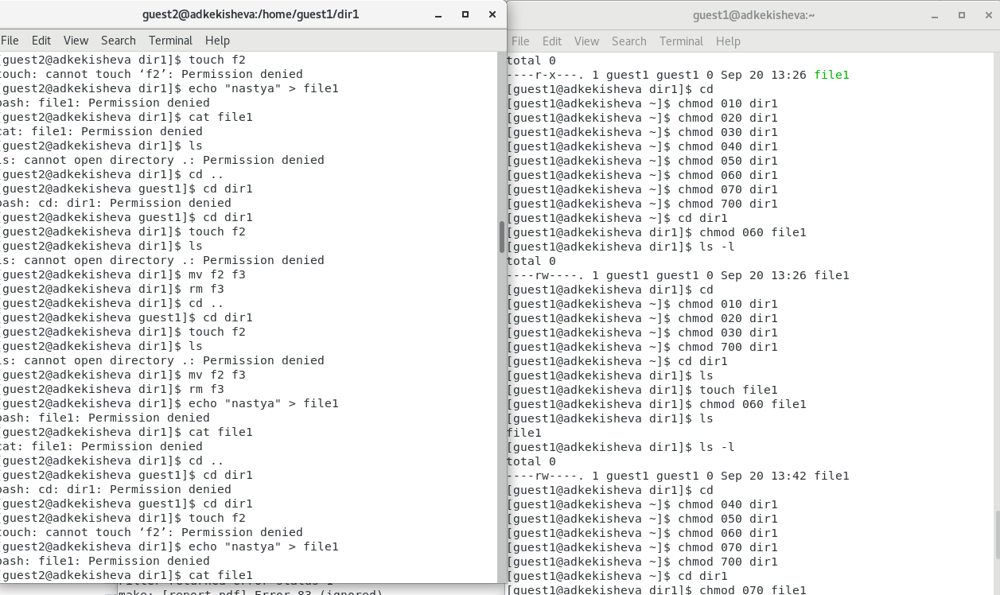 guest2@adkekisheva:/home/guest1/dir1
File Edit View Search Terminal Help
[guest2@adkekisheva dir1]$ touch f2
touch: cannot touch ‘f2’: Permission denied
[guest2@adkekisheva dir1]$ echo "nastya" > file1
bash: file1: Permission denied
[guest2@adkekisheva dir1]$ cat file1
cat: file1: Permission denied
[guest2@adkekisheva dir1]$ ls
ls: cannot open directory .: Permission denied
[guest2@adkekisheva dir1]$ cd ..
[guest2@adkekisheva guest1]$ cd dir1
bash: cd: dir1: Permission denied
[guest2@adkekisheva guest1]$ cd dir1
[guest2@adkekisheva dir1]$ touch f2
[guest2@adkekisheva dir1]$ ls
ls: cannot open directory .: Permission denied
[guest2@adkekisheva dir1]$ mv f2 f3
[guest2@adkekisheva dir1]$ rm f3
[guest2@adkekisheva dir1]$ cd ..
[guest2@adkekisheva guest1]$ cd dir1
[guest2@adkekisheva dir1]$ touch f2
[guest2@adkekisheva dir1]$ ls
ls: cannot open directory .: Permission denied
[guest2@adkekisheva dir1]$ mv f2 f3
[guest2@adkekisheva dir1]$ rm f3
[guest2@adkekisheva dir1]$ echo "nastya" > file1
bash: file1: Permission denied
[guest2@adkekisheva dir1]$ cat file1
cat: file1: Permission denied
[guest2@adkekisheva dir1]$ cd ..
[guest2@adkekisheva guest1]$ cd dir1
bash: cd: dir1: Permission denied
[guest2@adkekisheva guest1]$ cd dir1
[guest2@adkekisheva dir1]$ touch f2
touch: cannot touch ‘f2’: Permission denied
[guest2@adkekisheva dir1]$ echo "nastya" > file1
bash: file1: Permission denied
[guest2@adkekisheva dir1]$ cat file1
guest1@adkekisheva:~
File Edit View Search Terminal Help
total 0
----r-x---. 1 guest1 guest1 0 Sep 20 13:26 file1
[guest1@adkekisheva dir1]$ cd
[guest1@adkekisheva ~]$ chmod 010 dir1
[guest1@adkekisheva ~]$ chmod 020 dir1
[guest1@adkekisheva ~]$ chmod 030 dir1
[guest1@adkekisheva ~]$ chmod 040 dir1
[guest1@adkekisheva ~]$ chmod 050 dir1
[guest1@adkekisheva ~]$ chmod 060 dir1
[guest1@adkekisheva ~]$ chmod 070 dir1
[guest1@adkekisheva ~]$ chmod 700 dir1
[guest1@adkekisheva ~]$ cd dir1
[guest1@adkekisheva dir1]$ chmod 060 file1
[guest1@adkekisheva dir1]$ ls -l
total 0
----rw----. 1 guest1 guest1 0 Sep 20 13:26 file1
[guest1@adkekisheva dir1]$ cd
[guest1@adkekisheva ~]$ chmod 010 dir1
[guest1@adkekisheva ~]$ chmod 020 dir1
[guest1@adkekisheva ~]$ chmod 030 dir1
[guest1@adkekisheva ~]$ chmod 700 dir1
[guest1@adkekisheva ~]$ cd dir1
[guest1@adkekisheva dir1]$ ls
[guest1@adkekisheva dir1]$ touch file1
[guest1@adkekisheva dir1]$ chmod 060 file1
[guest1@adkekisheva dir1]$ ls
file1
[guest1@adkekisheva dir1]$ ls -l
total 0
----rw----. 1 guest1 guest1 0 Sep 20 13:42 file1
[guest1@adkekisheva dir1]$ cd
[guest1@adkekisheva ~]$ chmod 040 dir1
[guest1@adkekisheva ~]$ chmod 050 dir1
[guest1@adkekisheva ~]$ chmod 060 dir1
[guest1@adkekisheva ~]$ chmod 070 dir1
[guest1@adkekisheva ~]$ chmod 700 dir1
[guest1@adkekisheva ~]$ cd dir1
[guest1@adkekisheva dir1]$ chmod 070 file1
make: [report.pdf] Error 83 (ignored)